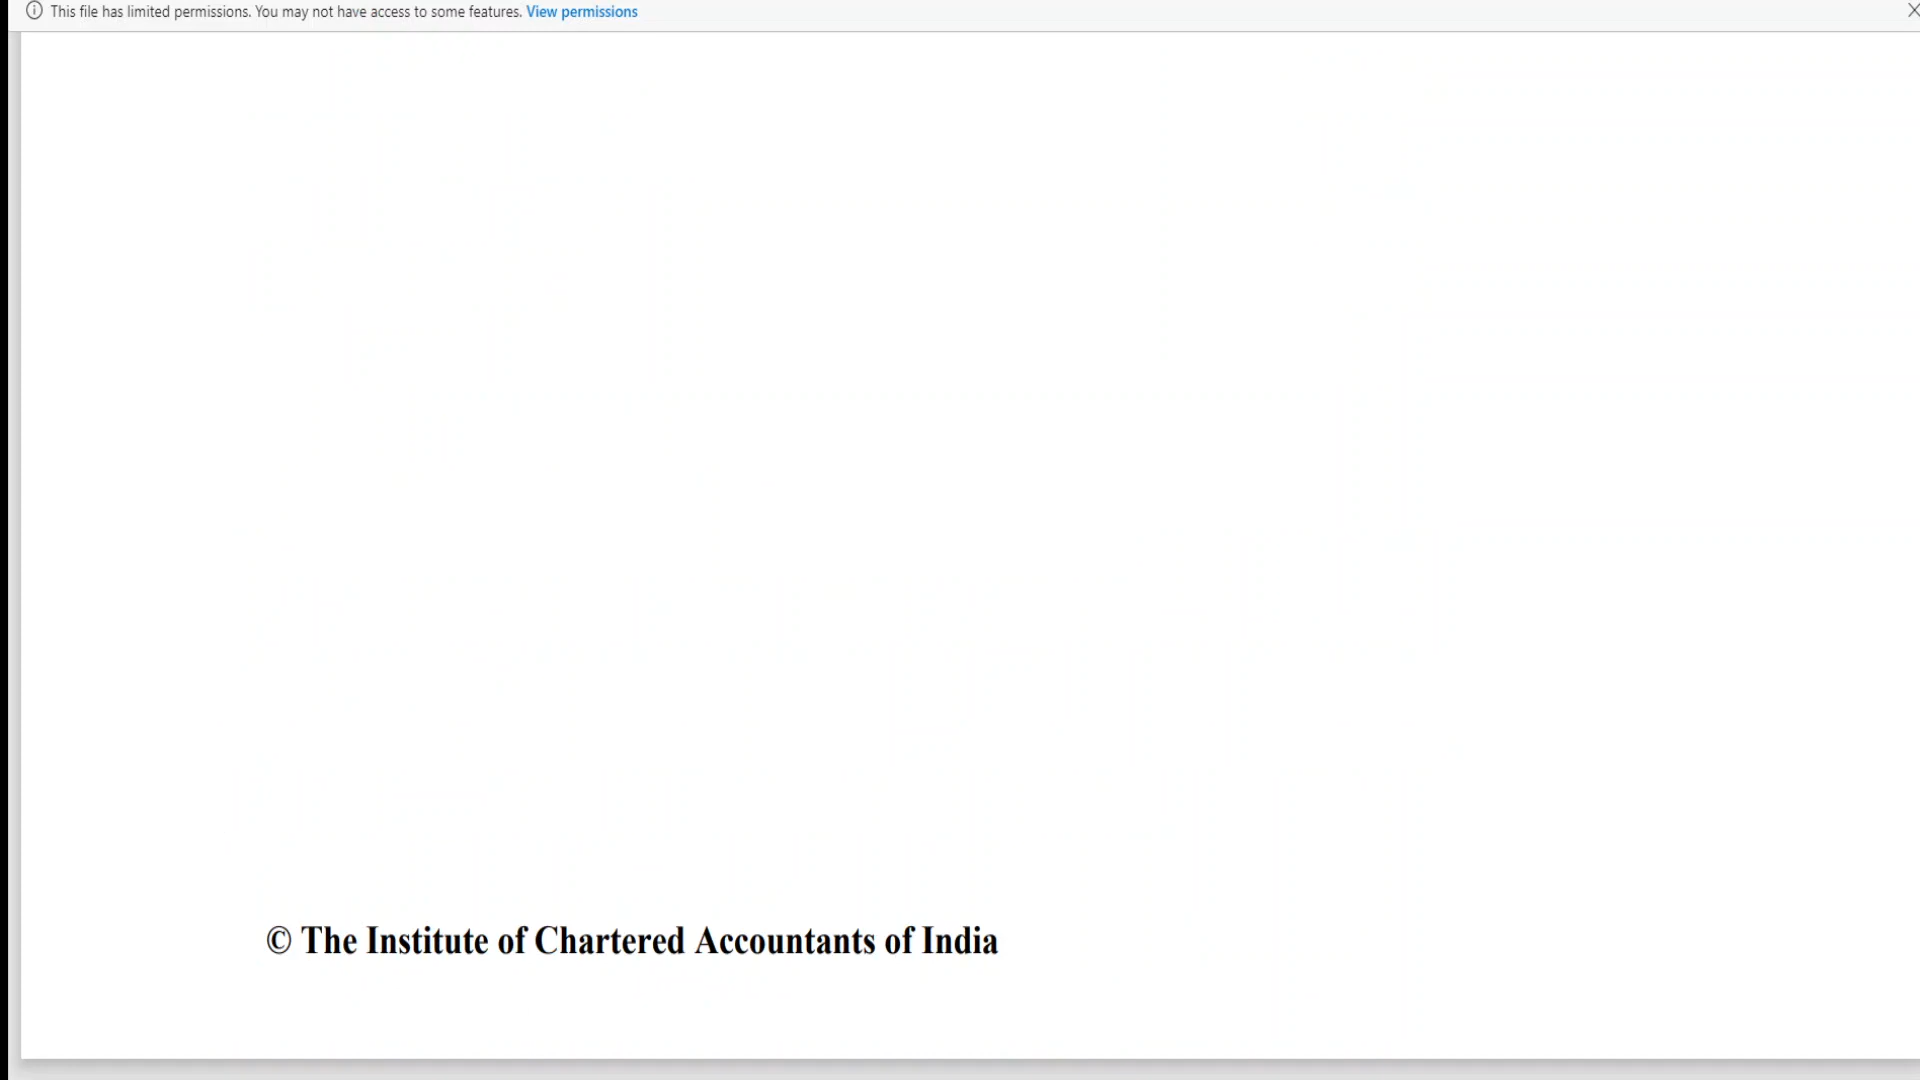 This file has limited permissions. You may not have access to some features. View permissions
© The Institute of Chartered Accountants of India